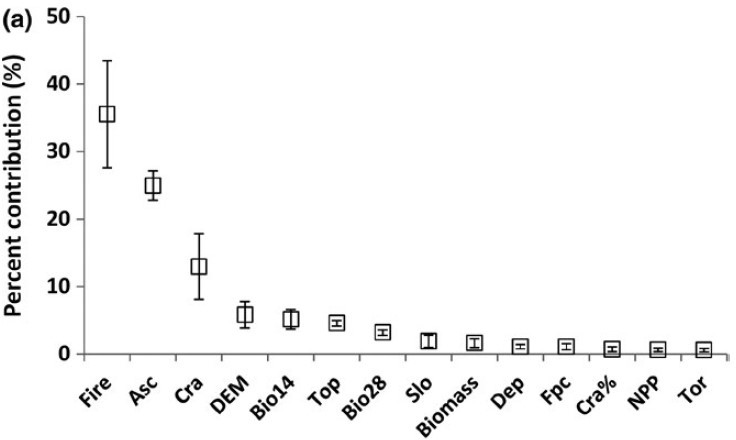 (a)
Percent contribution (%)
50
40
30
20
10
0
Fire
Asc
Cra
DEM
Bio14
Top
Bio28
Slo
Biomass
Dep
Fpc
Cra%
NPP
Tor